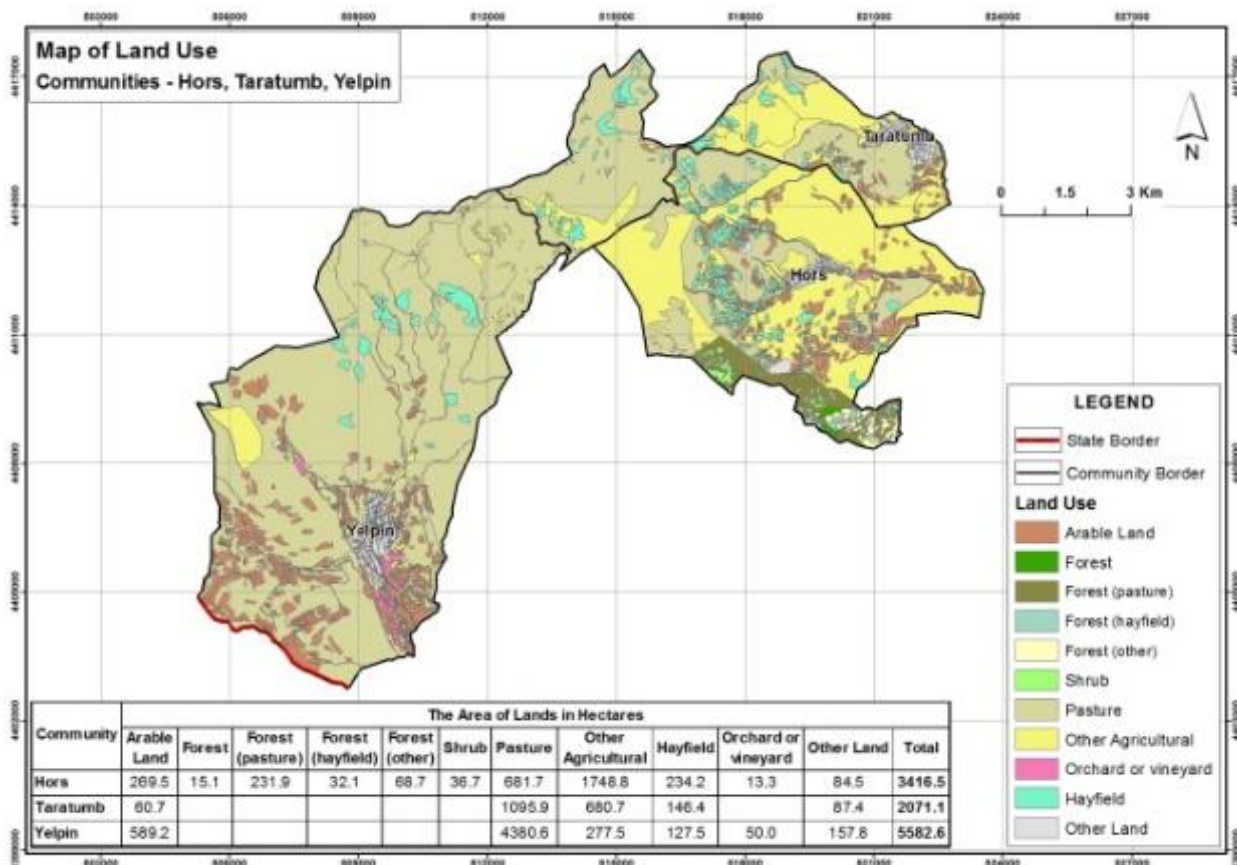 Map of Land Use
Communities - Hors, Taratumb, Yelpin
Taratumb
N
0 1.5 3 Km
Hors
Yelpin
LEGEND
State Border
Community Border
Land Use
Arable Land
Forest
Forest (pasture)
Forest (hayfield)
Forest (other)
Shrub
Pasture
Other Agricultural
Orchard or vineyard
Hayfield
Other Land
The Area of Lands in Hectares
Community Arable Land Forest Forest (pasture) Forest (hayfield) Forest (other) Shrub Pasture Other Agricultural Hayfield Orchard or vineyard Other Land Total
Hors 269.5 15.1 231.9 32.1 68.7 36.7 681.7 1748.8 234.2 13.3 84.5 3416.5
Taratumb 60.7 1095.9 680.7 146.4 87.4 2071.1
Yelpin 589.2 4380.6 277.5 127.5 50.0 157.8 5582.6